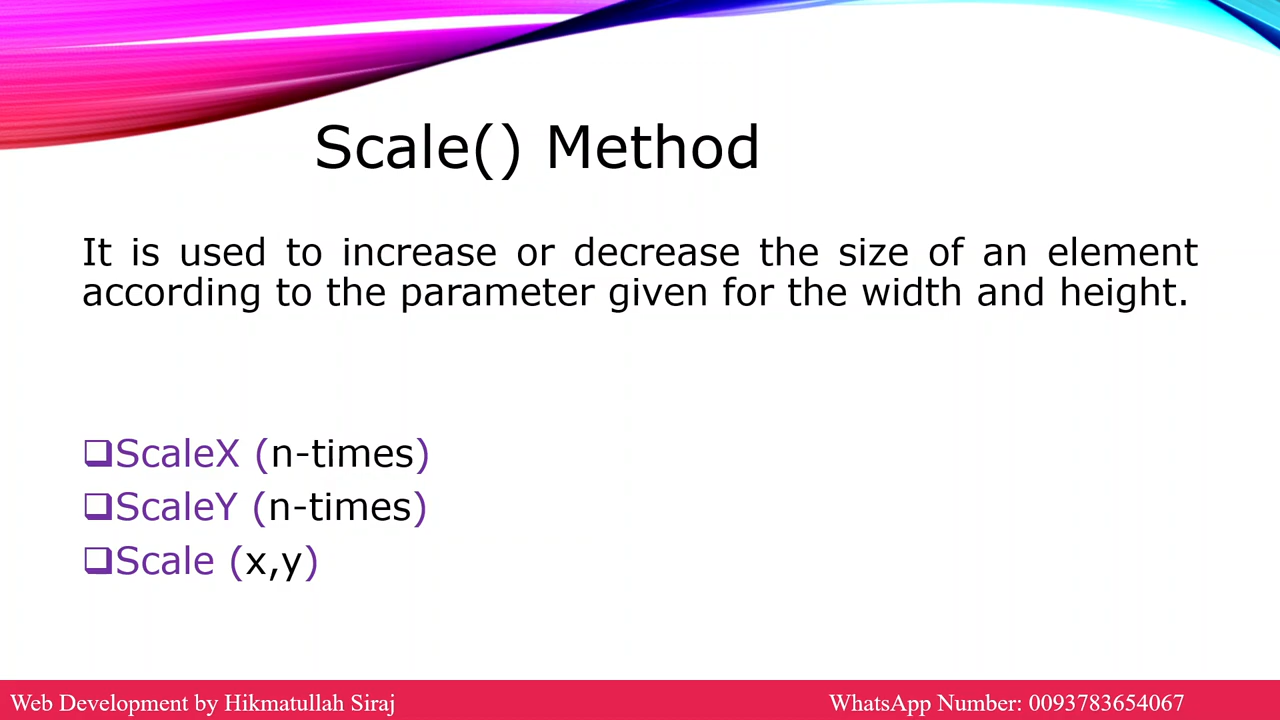 Scale() Method
It is used to increase or decrease the size of an element
according to the parameter given for the width and height.
❑ScaleX (n-times)
❑ScaleY (n-times)
❑Scale (x,y)
Web Development by Hikmatullah Siraj
WhatsApp Number: 0093783654067